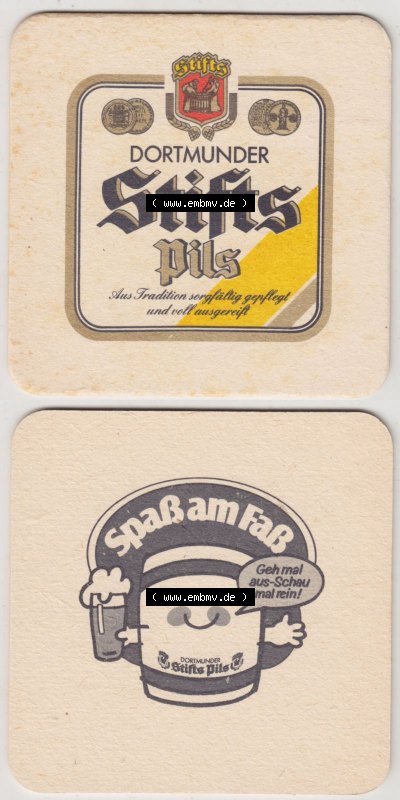 Stifts
DORTMUNDER
Stifts
( www.embmv.de )
Pils
Aus Tradition sorgfältig gepflegt
und voll ausgereift
Spaß am Faß
Geh mal
aus-Schau
mal rein!
( www.embmv.de )
DORTMUNDER
Stifts Pils